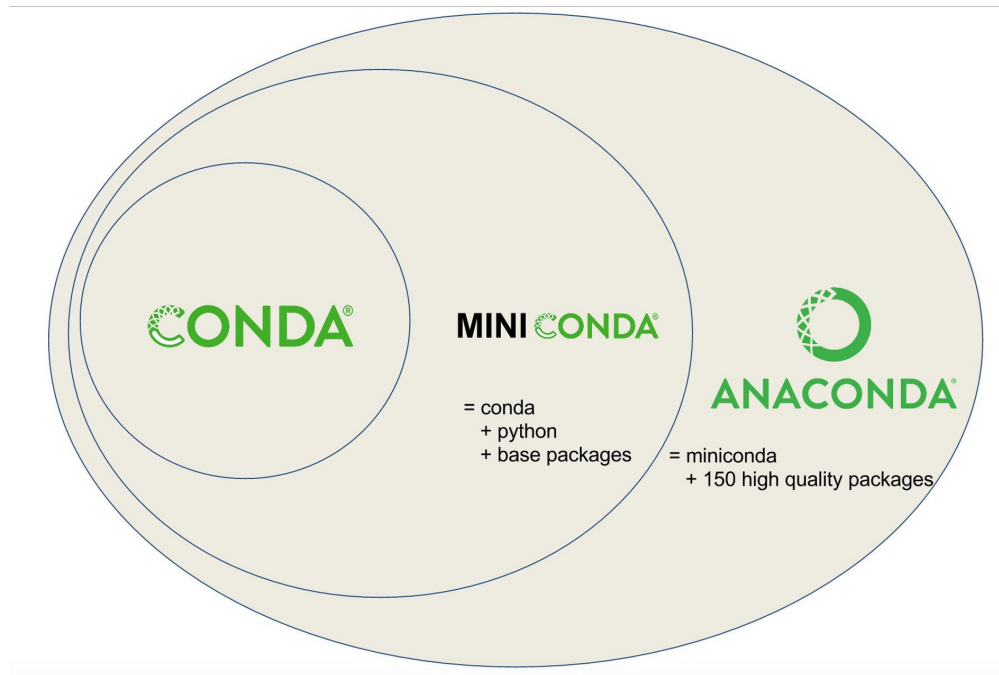 CONDA®
MINI CONDA®
= conda
+ python
+ base packages
ANACONDA®
= miniconda
+ 150 high quality packages